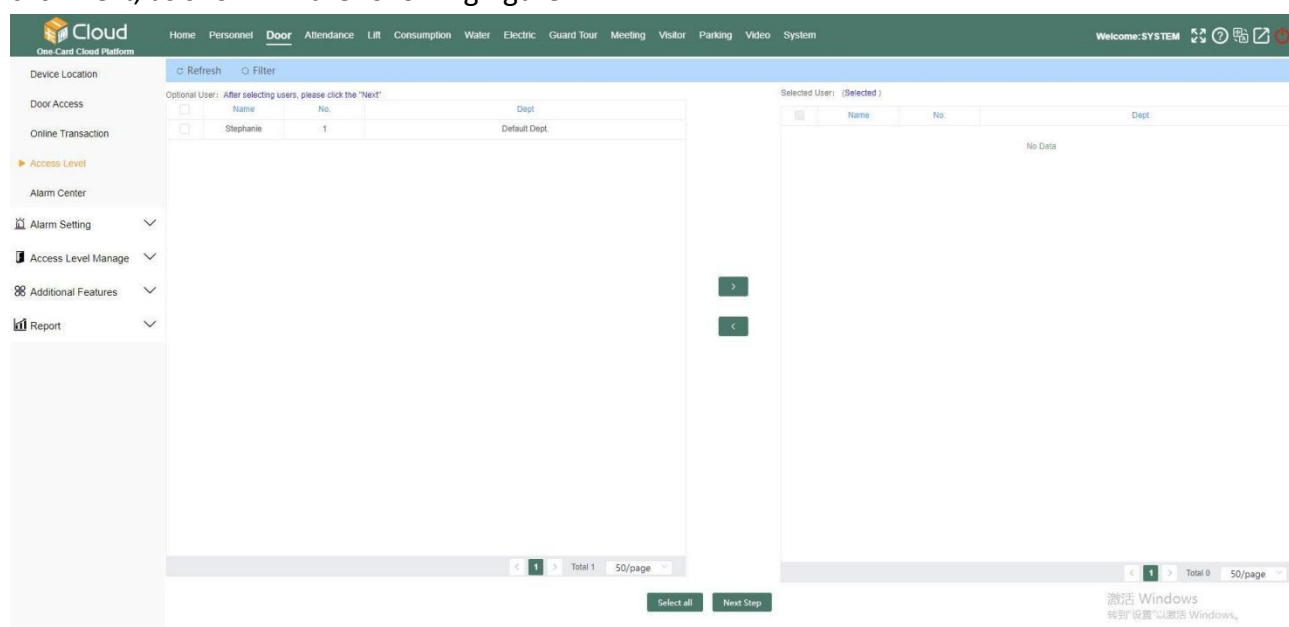 Cloud
One-Card Cloud Platform
Home Personnel Door Attendance Lift Consumption Water Electric Guard Tour Meeting Visitor Parking Video System
Welcome:SYSTEM
Device Location
Door Access
Online Transaction
Access Level
Alarm Center
Alarm Setting
Access Level Manage
Additional Features
Report
Refresh Filter
Optional User: After selecting users, please click the "Next"
Name No. Dept
Stephanie 1 Default Dept.
1 Total 1 50/page
> 
<
Selected User: (Selected )
Name No. Dept
No Data
1 Total 0 50/page
Select all Next Step
激活 Windows
转到"设置"以激活 Windows。